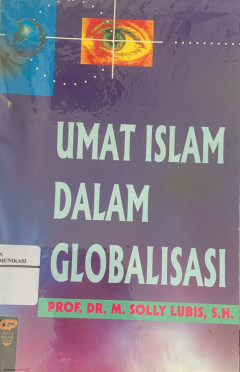 UMAT ISLAM
DALAM
GLOBALISASI
PROF. DR. M. SOLLY LUBIS, S.H.